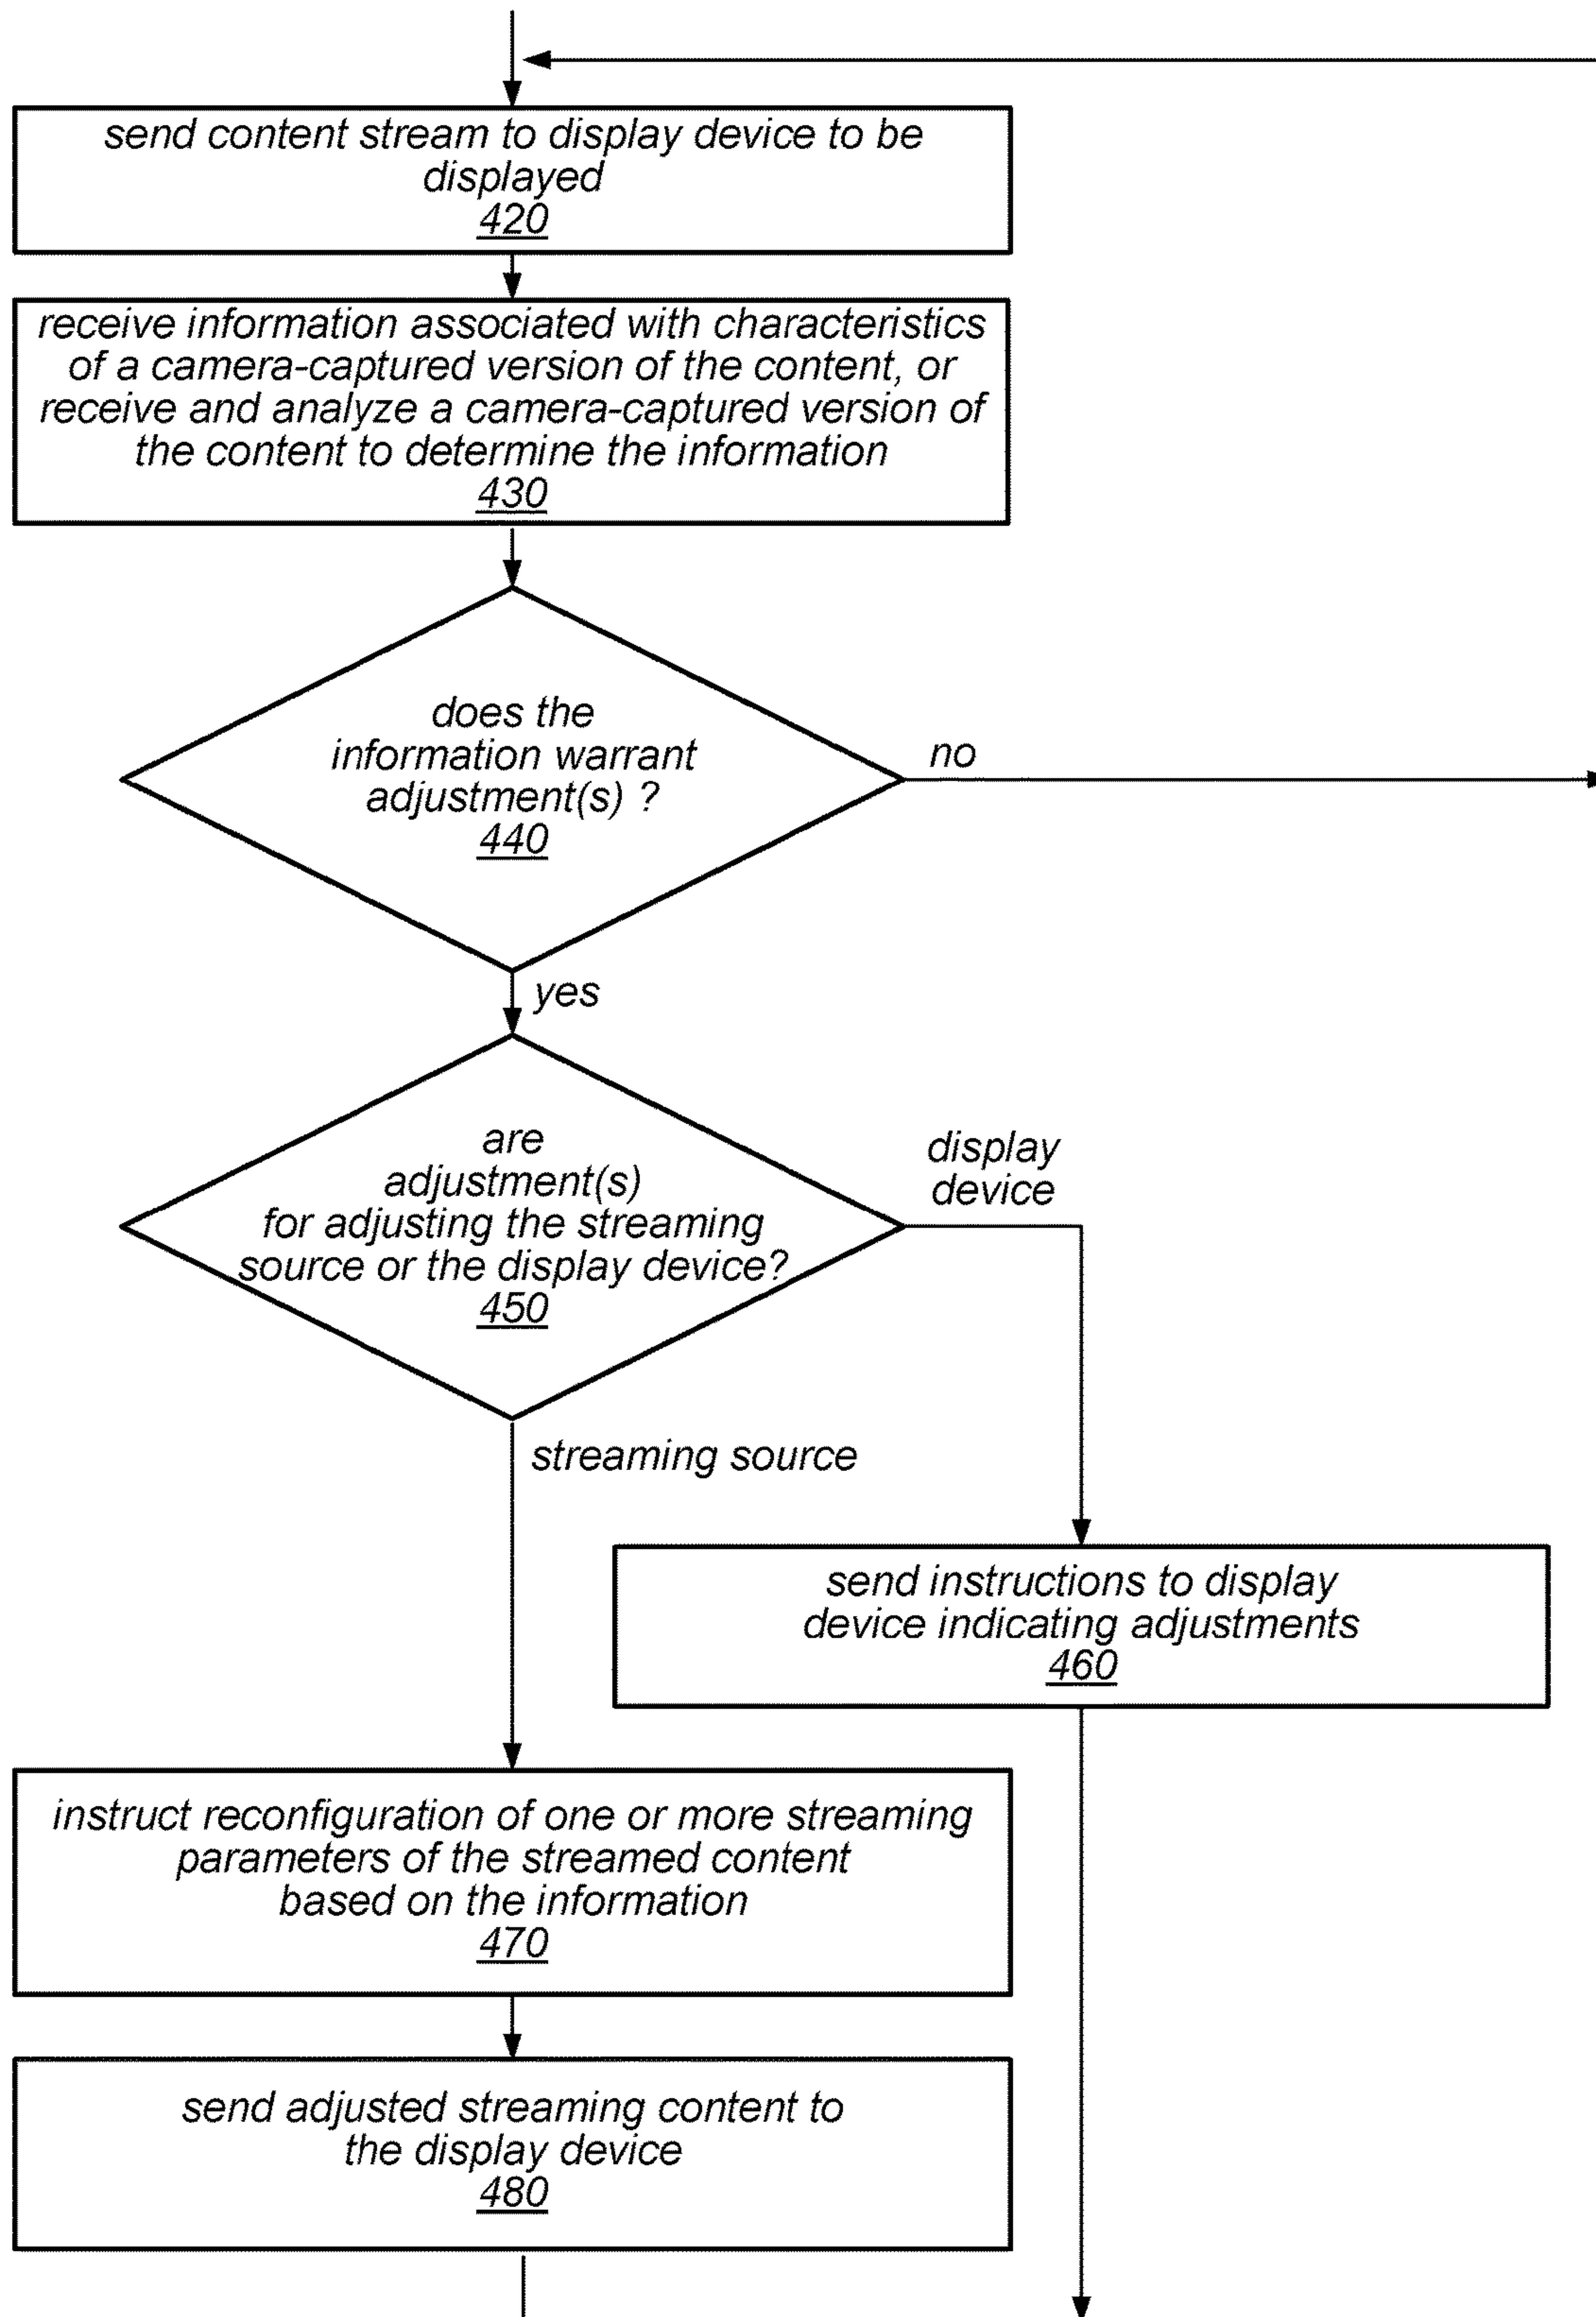 send content stream to display device to be
displayed
420
receive information associated with characteristics
of a camera-captured version of the content, or
receive and analyze a camera-captured version of
the content to determine the information
430
does the
information warrant
adjustment(s) ?
440
no
yes
are
adjustment(s)
for adjusting the streaming
source or the display device?
450
display
device
streaming source
send instructions to display
device indicating adjustments
460
instruct reconfiguration of one or more streaming
parameters of the streamed content
based on the information
470
send adjusted streaming content to
the display device
480